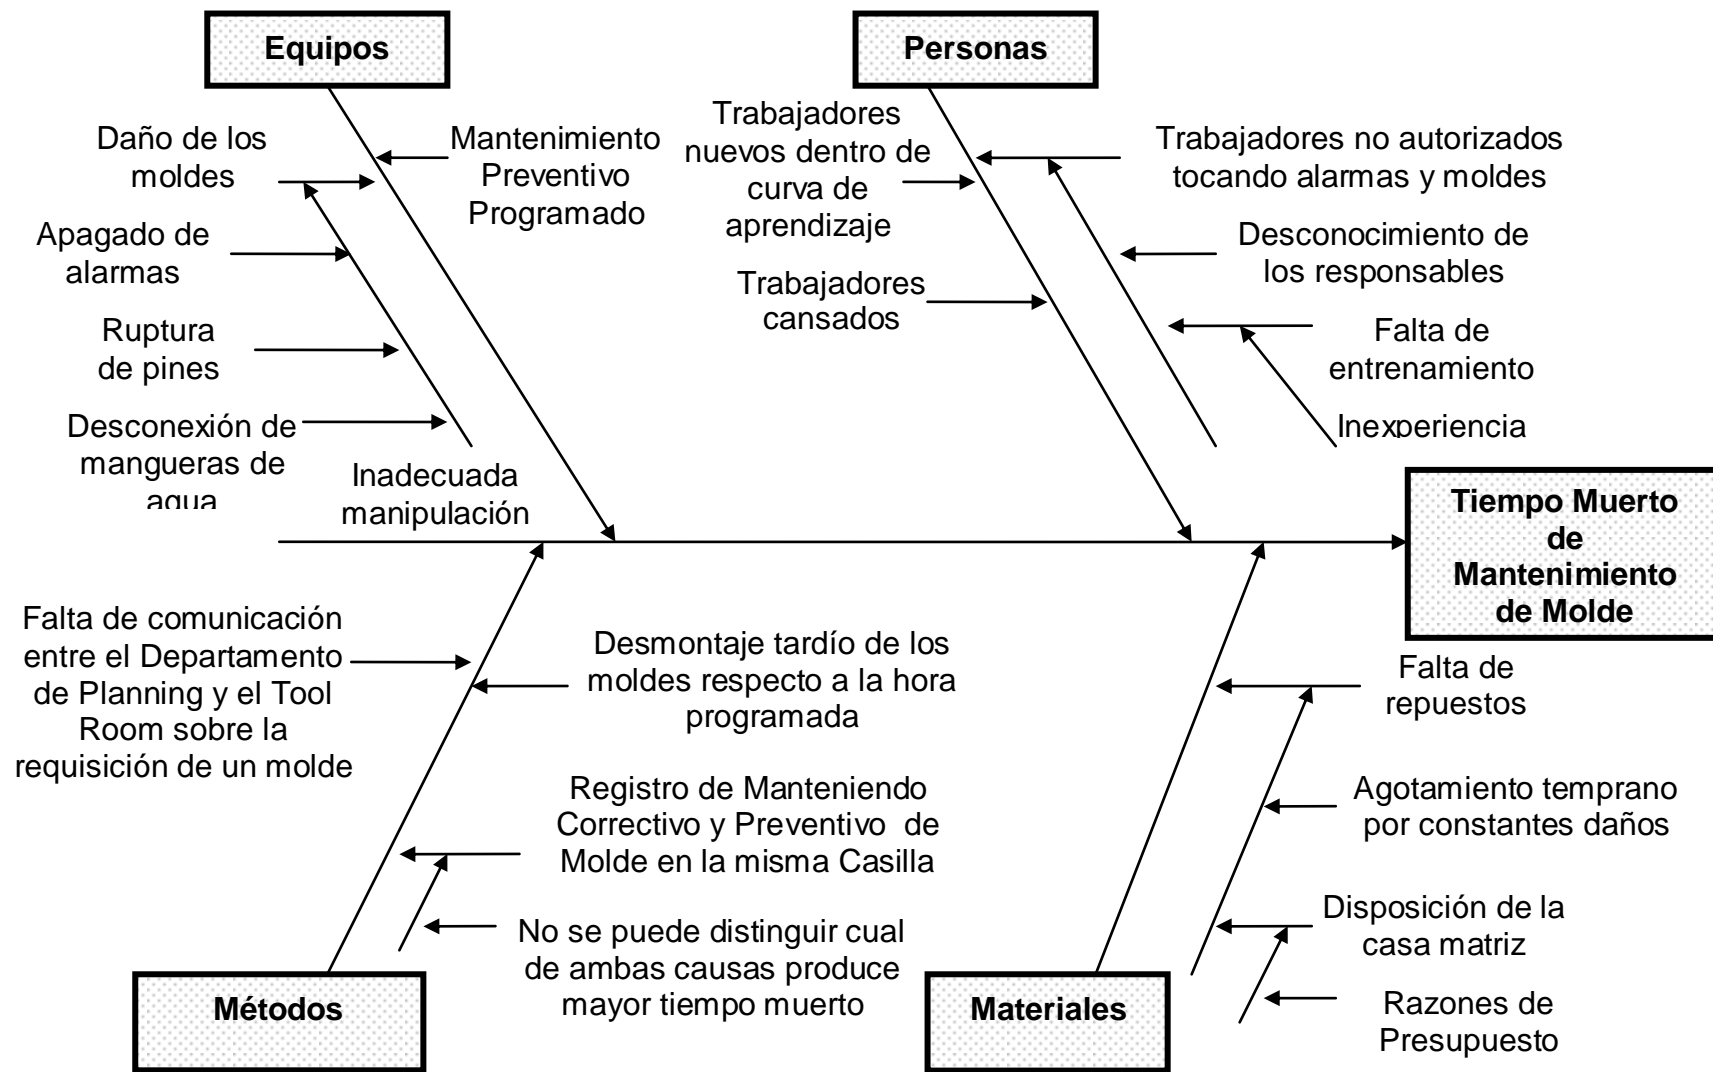 Equipos
Personas
Daño de los
moldes
Mantenimiento
Preventivo
Programado
Apagado de
alarmas
Ruptura
de pines
Desconexión de
mangueras de
agua
Inadecuada
manipulación
Trabajadores
nuevos dentro de
curva de
aprendizaje
Trabajadores
cansados
Trabajadores no autorizados
tocando alarmas y moldes
Desconocimiento de
los responsables
Falta de
entrenamiento
Inexperiencia
Tiempo Muerto
de
Mantenimiento
de Molde
Falta de comunicación
entre el Departamento
de Planning y el Tool
Room sobre la
requisición de un molde
Desmontaje tardío de los
moldes respecto a la hora
programada
Registro de Manteniendo
Correctivo y Preventivo de
Molde en la misma Casilla
No se puede distinguir cual
de ambas causas produce
mayor tiempo muerto
Falta de
repuestos
Agotamiento temprano
por constantes daños
Disposición de la
casa matriz
Razones de
Presupuesto
Métodos
Materiales